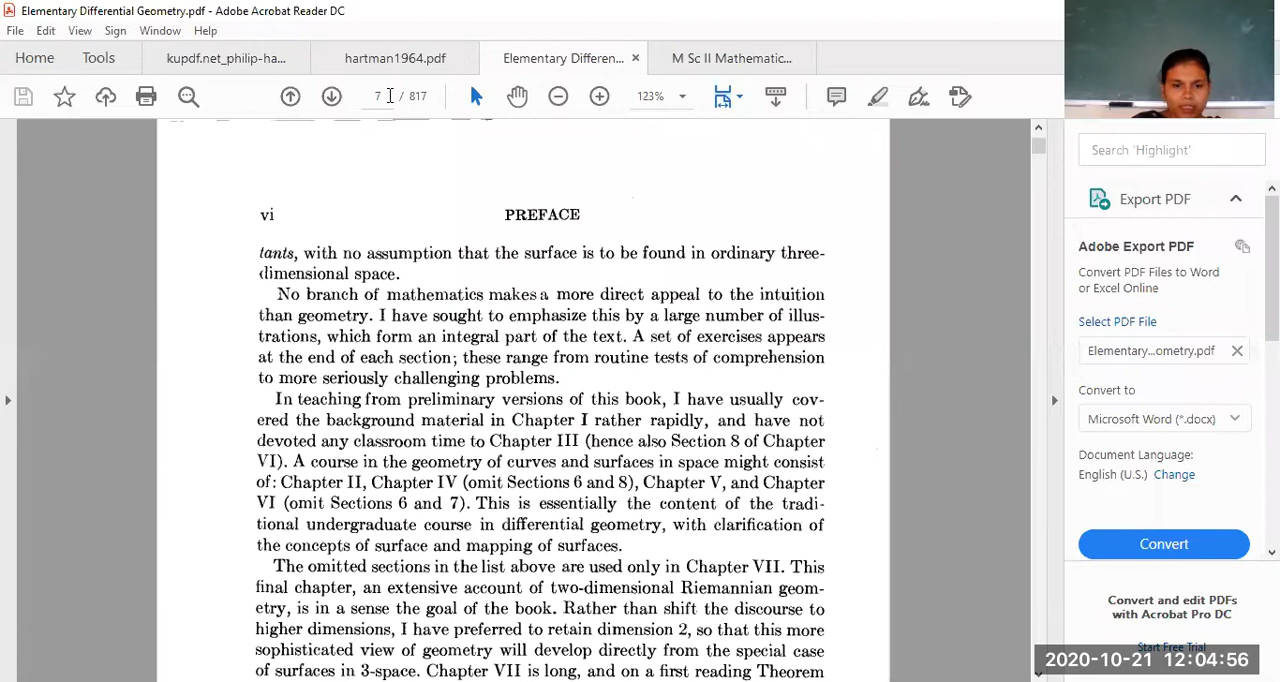 Elementary Differential Geometry.pdf - Adobe Acrobat Reader DC
File Edit View Sign Window Help
Home Tools kupdf.net_philip-ha... hartman1964.pdf Elementary Differen... × M Sc II Mathematic...
7 / 817 123%
vi PREFACE
tants, with no assumption that the surface is to be found in ordinary three-
dimensional space.
No branch of mathematics makes a more direct appeal to the intuition
than geometry. I have sought to emphasize this by a large number of illus-
trations, which form an integral part of the text. A set of exercises appears
at the end of each section; these range from routine tests of comprehension
to more seriously challenging problems.
In teaching from preliminary versions of this book, I have usually cov-
ered the background material in Chapter I rather rapidly, and have not
devoted any classroom time to Chapter III (hence also Section 8 of Chapter
VI). A course in the geometry of curves and surfaces in space might consist
of: Chapter II, Chapter IV (omit Sections 6 and 8), Chapter V, and Chapter
VI (omit Sections 6 and 7). This is essentially the content of the tradi-
tional undergraduate course in differential geometry, with clarification of
the concepts of surface and mapping of surfaces.
The omitted sections in the list above are used only in Chapter VII. This
final chapter, an extensive account of two-dimensional Riemannian geom-
etry, is in a sense the goal of the book. Rather than shift the discourse to
higher dimensions, I have preferred to retain dimension 2, so that this more
sophisticated view of geometry will develop directly from the special case
of surfaces in 3-space. Chapter VII is long, and on a first reading Theorem
Search 'Highlight'
Export PDF
Adobe Export PDF
Convert PDF Files to Word
or Excel Online
Select PDF File
Elementary...ometry.pdf
Convert to
Microsoft Word (*.docx)
Document Language:
English (U.S.) Change
Convert
Convert and edit PDFs
with Acrobat Pro DC
Start Free Trial
2020-10-21 12:04:56